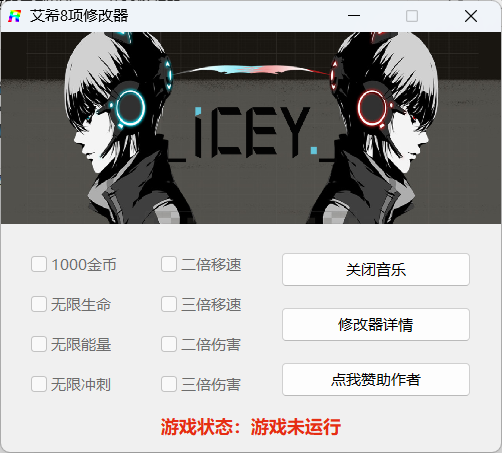 艾希8项修改器
_iCEY._
1000金币
二倍移速
关闭音乐
无限生命
三倍移速
修改器详情
无限能量
二倍伤害
无限冲刺
三倍伤害
点我赞助作者
游戏状态：游戏未运行